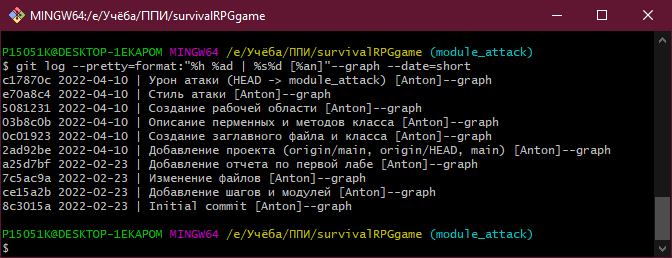 MINGW64:/e/Учёба/ППИ/survivalRPGgame
P15051K@DESKTOP-1EKAPOM MINGW64 /e/Учёба/ППИ/survivalRPGgame (module_attack)
$ git log --pretty=format:"%h %ad | %s%d [%an]"--graph --date=short
c17870c 2022-04-10 | Урон атаки (HEAD -> module_attack) [Anton]--graph
e70a8c4 2022-04-10 | Стиль атаки [Anton]--graph
5081231 2022-04-10 | Создание рабочей области [Anton]--graph
03b8c0b 2022-04-10 | Описание перменных и методов класса [Anton]--graph
0c01923 2022-04-10 | Создание заглавного файла и класса [Anton]--graph
2ad92be 2022-04-10 | Добавление проекта (origin/main, origin/HEAD, main) [Anton]--graph
a25d7bf 2022-02-23 | Добавление отчета по первой лабе [Anton]--graph
7c5ac9a 2022-02-23 | Изменение файлов [Anton]--graph
ce15a2b 2022-02-23 | Добавление шагов и модулей [Anton]--graph
8c3015a 2022-02-23 | Initial commit [Anton]--graph
P15051K@DESKTOP-1EKAPOM MINGW64 /e/Учёба/ППИ/survivalRPGgame (module_attack)
$